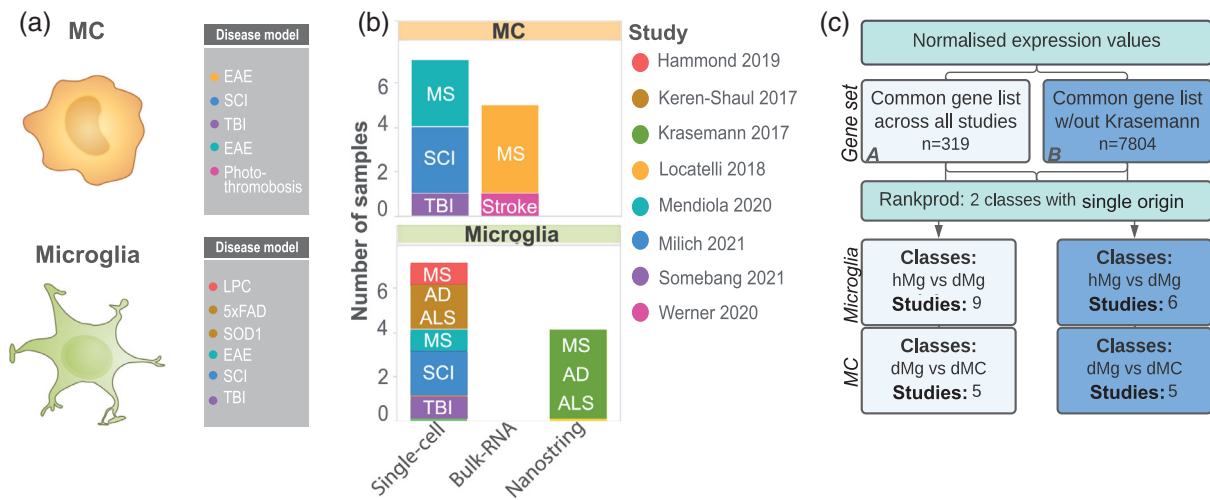 (a)
MC
Disease model
EAE
SCI
TBI
EAE
Photo-
thrombobosis
Microglia
Disease model
LPC
5xFAD
SOD1
EAE
SCI
TBI
(b)
Number of samples
MC
6
4
2
0
MS
SCI
TBI
MS
Stroke
Microglia
6
4
2
0
MS
AD
ALS
MS
SCI
TBI
MS
AD
ALS
Single-cell
Bulk-RNA
Nanostring
Study
Hammond 2019
Keren-Shaul 2017
Krasemann 2017
Locatelli 2018
Mendiola 2020
Milich 2021
Somebang 2021
Werner 2020
(c)
Normalised expression values
Gene set
Common gene list
across all studies
n=319
A
Common gene list
w/out Krasemann
n=7804
B
Rankprod: 2 classes with single origin
Microglia
Classes:
hMg vs dMg
Studies: 9
Classes:
hMg vs dMg
Studies: 6
MC
Classes:
dMg vs dMC
Studies: 5
Classes:
dMg vs dMC
Studies: 5